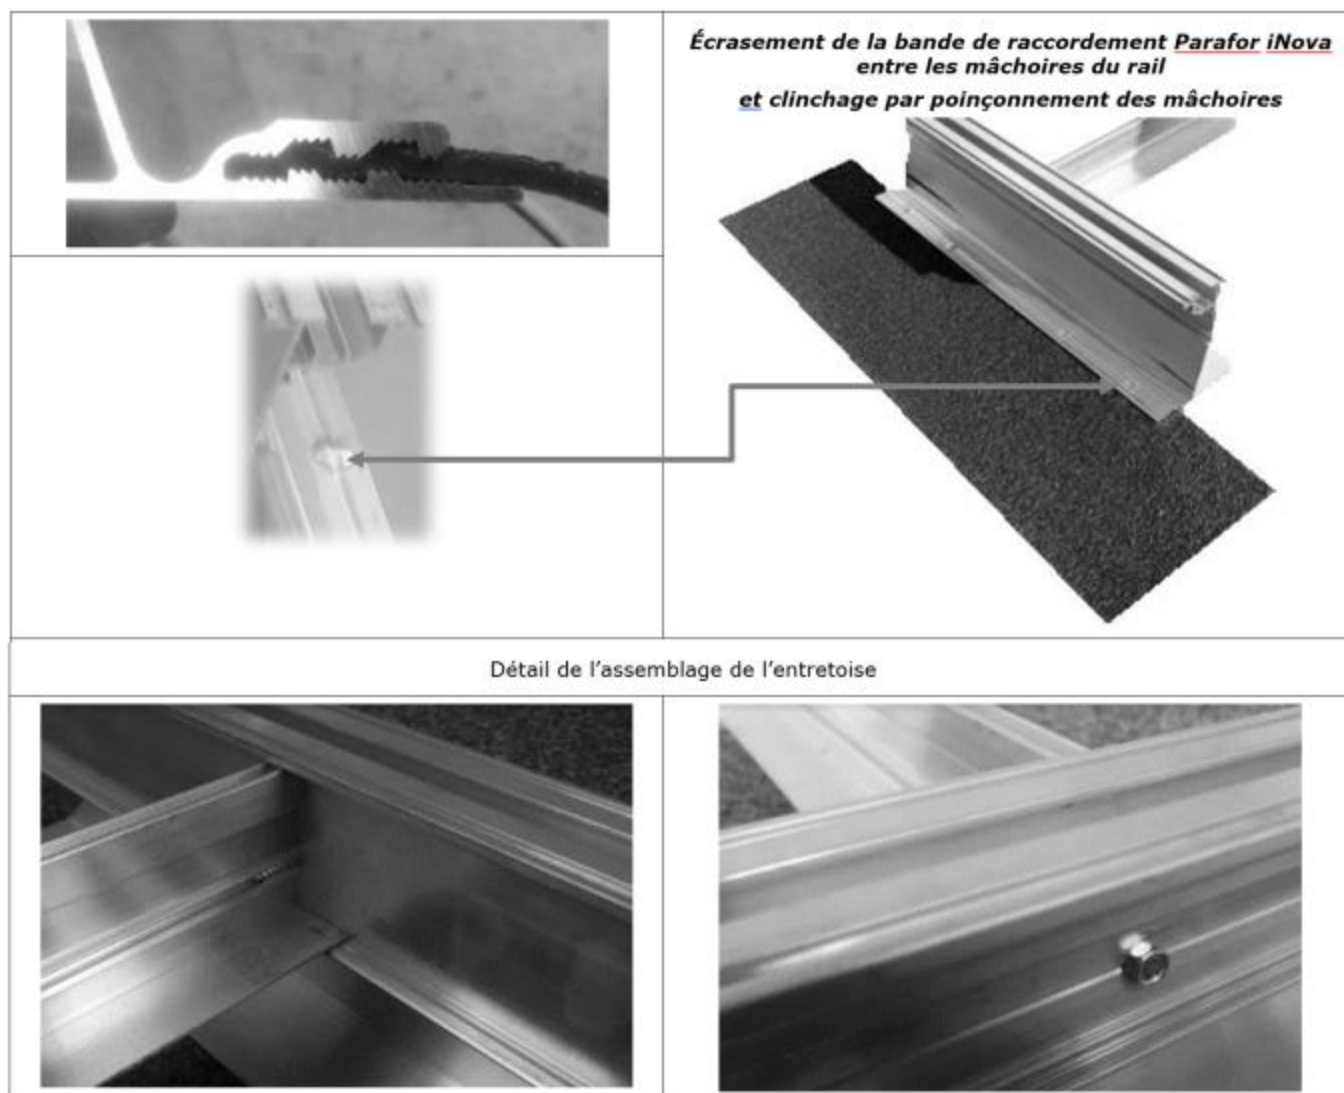 Écrasement de la bande de raccordement Parafor iNova
entre les mâchoires du rail
et clinchage par poinçonnement des mâchoires
Détail de l’assemblage de l’entretoise